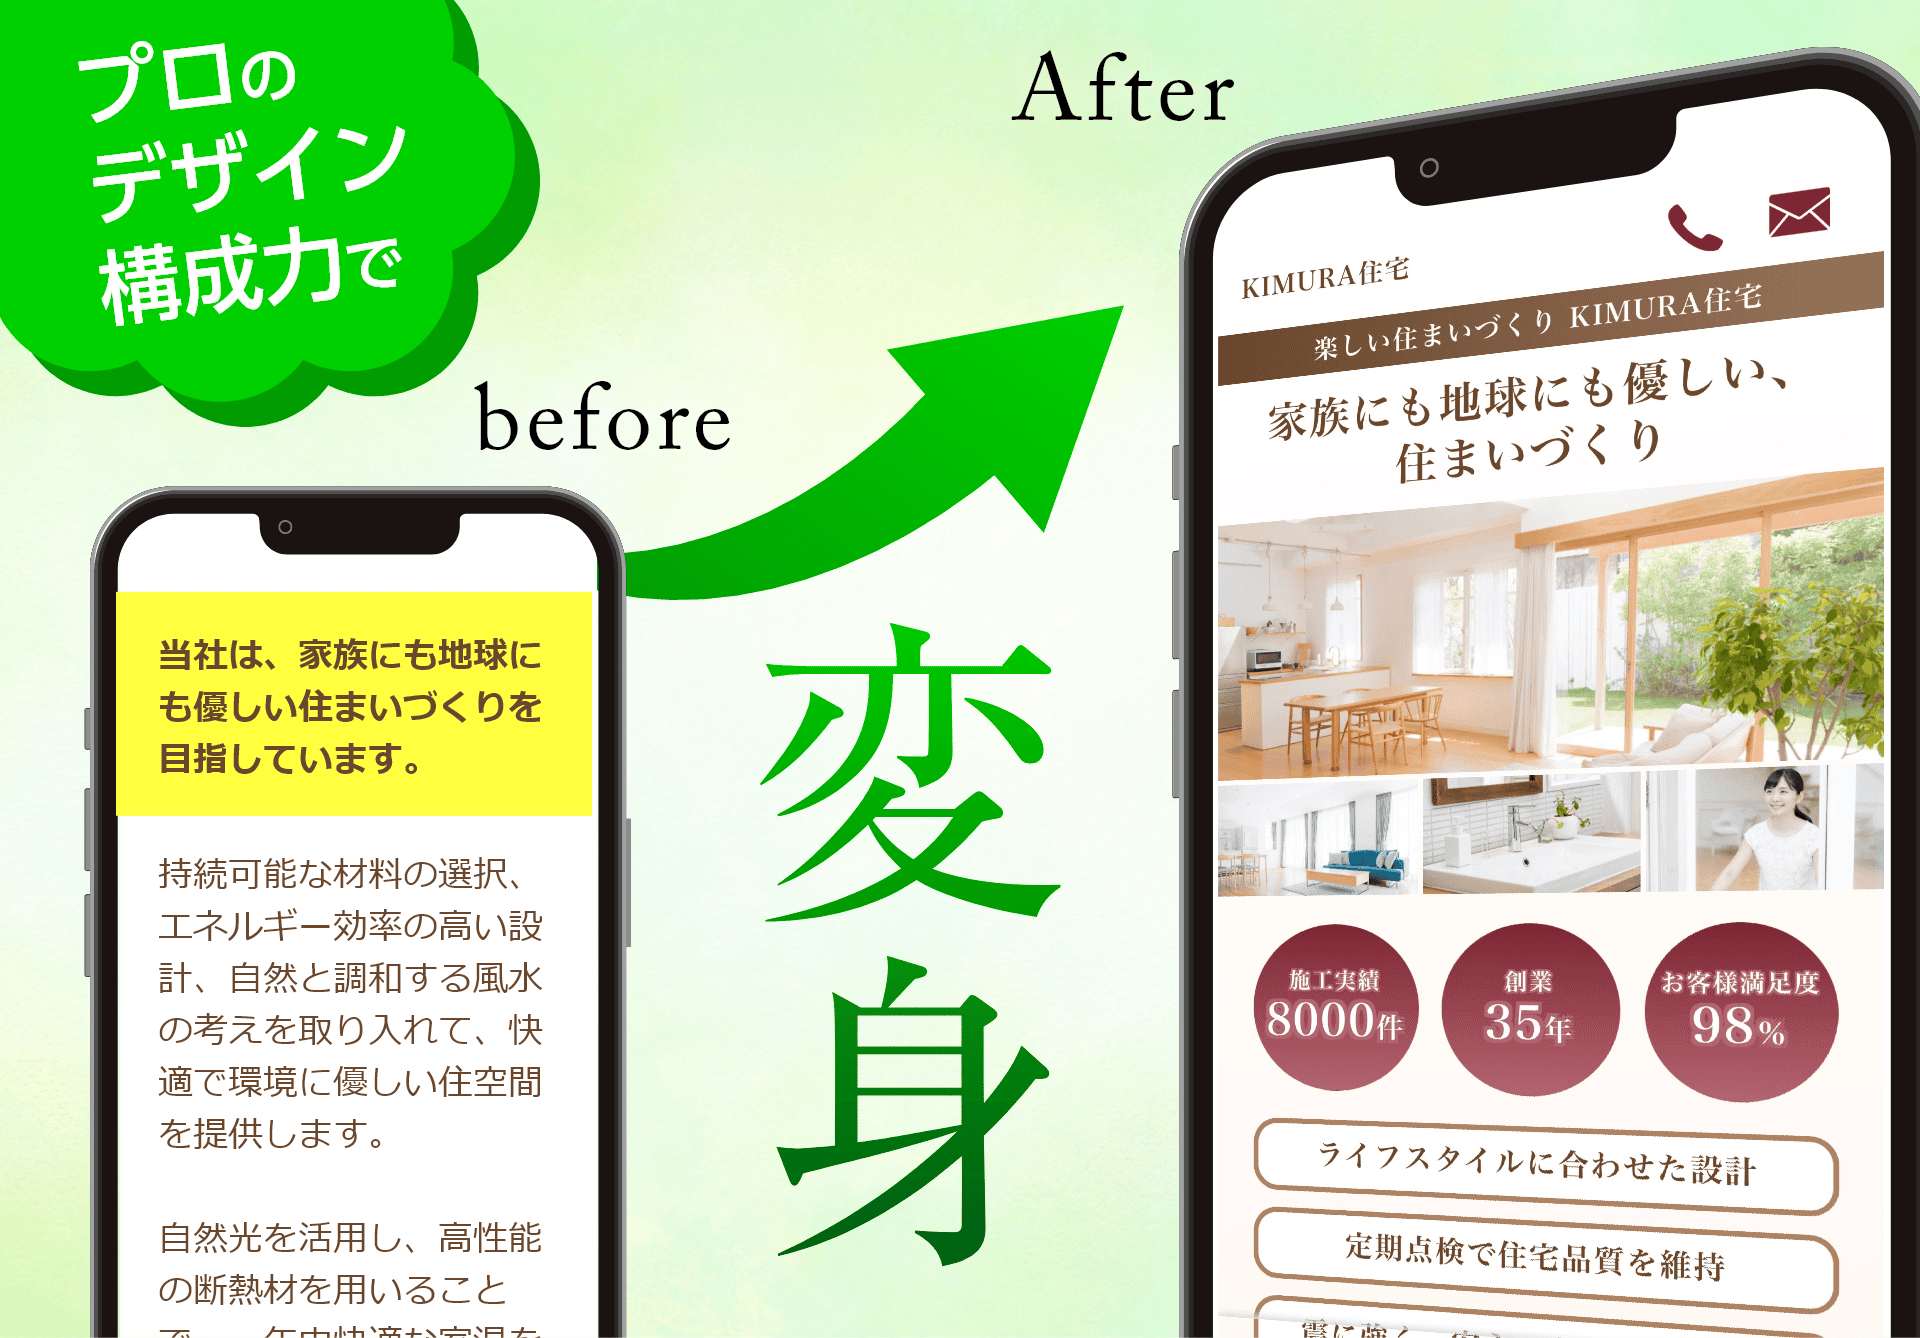 プロの
デザイン
構成力で
before
After
変身
当社は、家族にも地球に
も優しい住まいづくりを
目指しています。
持続可能な材料の選択、
エネルギー効率の高い設
計、自然と調和する風水
の考えを取り入れて、快
適で環境に優しい住空間
を提供します。
自然光を活用し、高性能
の断熱材を用いること
KIMURA住宅
楽しい住まいづくり KIMURA住宅
家族にも地球にも優しい、
住まいづくり
施工実績
8000件
創業
35年
お客様満足度
98%
ライフスタイルに合わせた設計
定期点検で住宅品質を維持